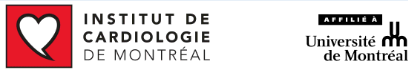 INSTITUT DE
CARDIOLOGIE
DE MONTRÉAL
AFFILIÉ À
Université
de Montréal